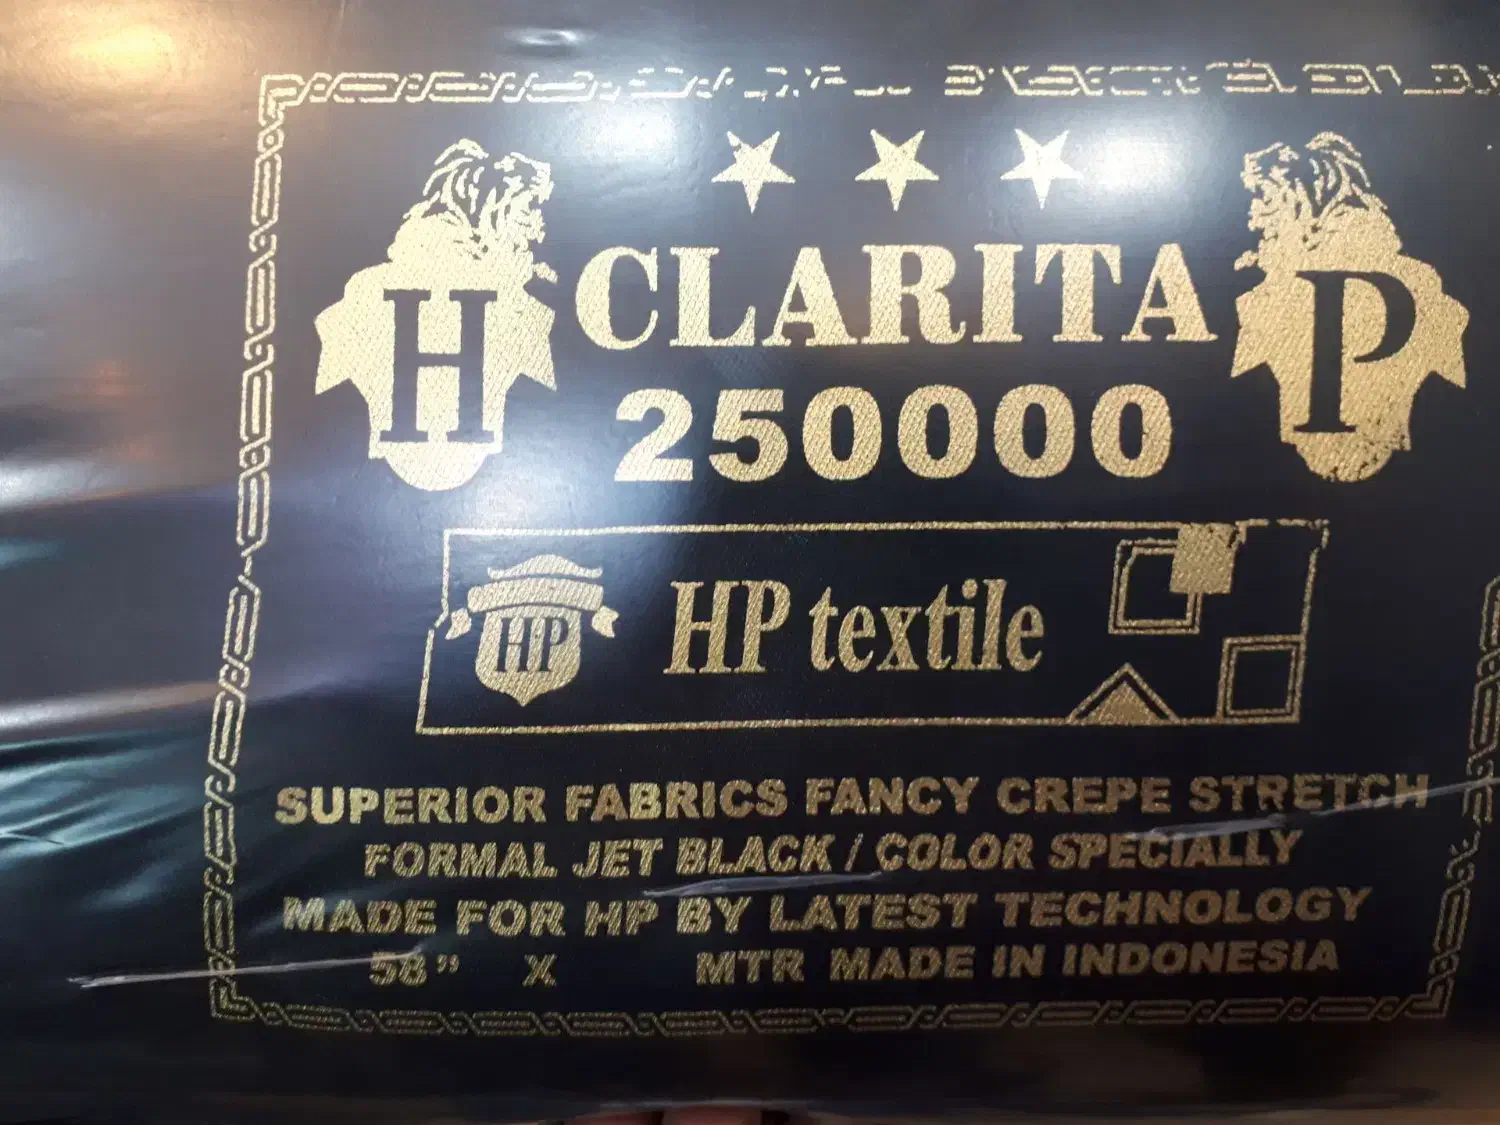 H CLARITA P
250000
HP HP textile
SUPERIOR FABRICS FANCY CREPE STRETCH
FORMAL JET BLACK / COLOR SPECIALLY
MADE FOR HP BY LATEST TECHNOLOGY
58” X MTR MADE IN INDONESIA